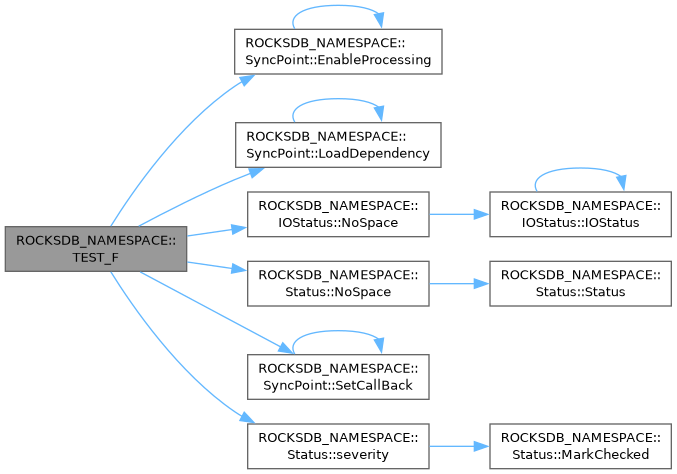 ROCKSDB_NAMESPACE::
TEST_F
ROCKSDB_NAMESPACE::
SyncPoint::EnableProcessing
ROCKSDB_NAMESPACE::
SyncPoint::LoadDependency
ROCKSDB_NAMESPACE::
IOStatus::NoSpace
ROCKSDB_NAMESPACE::
IOStatus::IOStatus
ROCKSDB_NAMESPACE::
Status::NoSpace
ROCKSDB_NAMESPACE::
Status::Status
ROCKSDB_NAMESPACE::
SyncPoint::SetCallBack
ROCKSDB_NAMESPACE::
Status::severity
ROCKSDB_NAMESPACE::
Status::MarkChecked